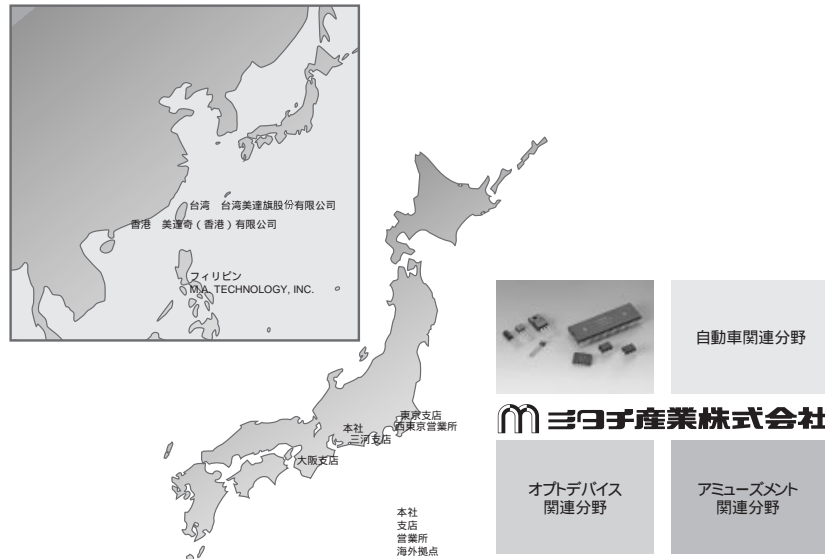 台湾　台湾美達旗股份有限公司
香港　美達奇（香港）有限公司
フィリピン
M.A. TECHNOLOGY, INC.
東京支店
西東京営業所
本社
三河支店
大阪支店
本社
支店
営業所
海外拠点
自動車関連分野
ミタチ産業株式会社
オプトデバイス
関連分野
アミューズメント
関連分野